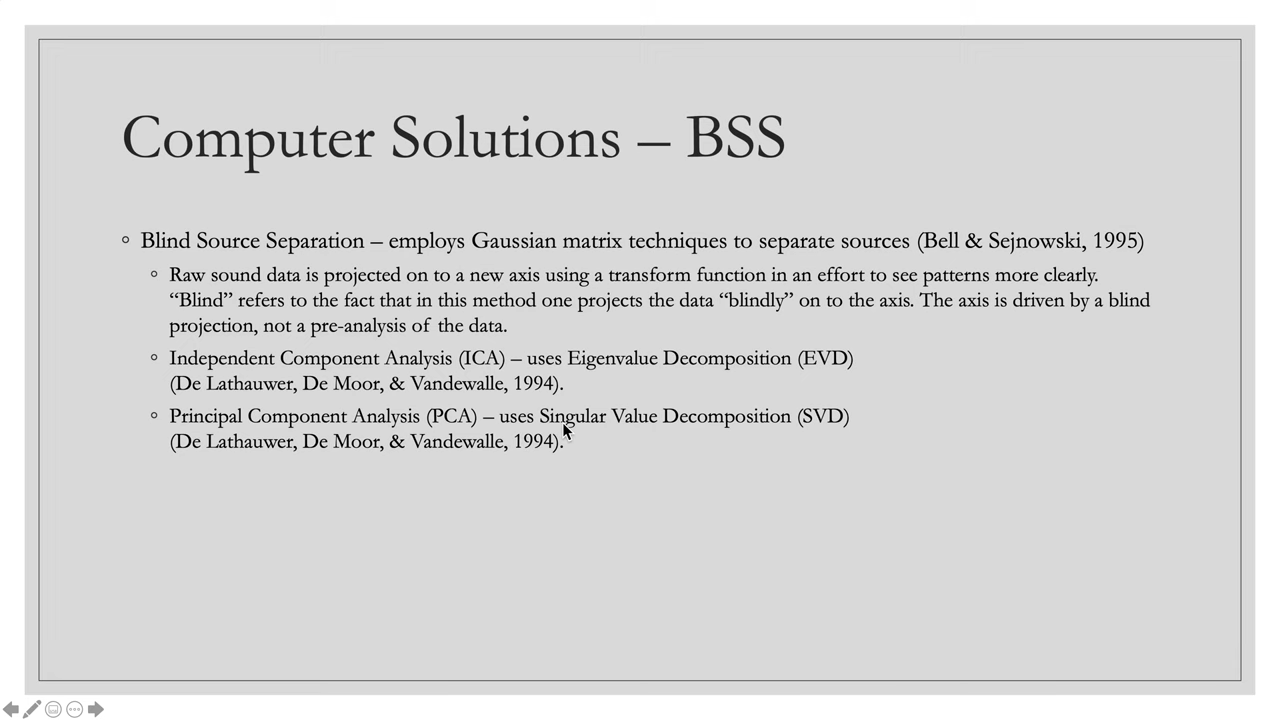 Computer Solutions – BSS
◦ Blind Source Separation – employs Gaussian matrix techniques to separate sources (Bell & Sejnowski, 1995)
◦ Raw sound data is projected on to a new axis using a transform function in an effort to see patterns more clearly.
“Blind” refers to the fact that in this method one projects the data “blindly” on to the axis. The axis is driven by a blind
projection, not a pre-analysis of the data.
◦ Independent Component Analysis (ICA) – uses Eigenvalue Decomposition (EVD)
(De Lathauwer, De Moor, & Vandewalle, 1994).
◦ Principal Component Analysis (PCA) – uses Singular Value Decomposition (SVD)
(De Lathauwer, De Moor, & Vandewalle, 1994).